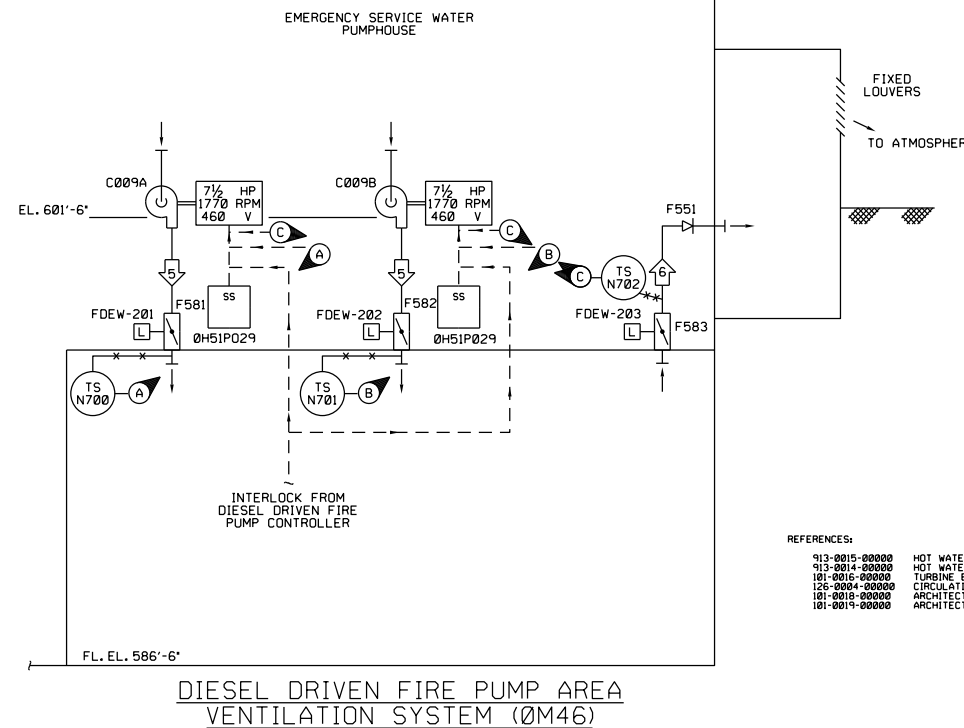 EMERGENCY SERVICE WATER
PUMPHOUSE
FIXED
LOUVERS
TO ATMOSPHER
C009A
7½ HP
1770 RPM
460 V
C009B
7½ HP
1770 RPM
460 V
EL. 601'-6"
F551
C
A
C
B
C
TS
N702
6
5
5
SS
SS
F581
F582
FDEW-201
FDEW-202
FDEW-203
F583
L
L
L
ØH51PO29
ØH51PO29
TS
N700
A
TS
N701
B
INTERLOCK FROM
DIESEL DRIVEN FIRE
PUMP CONTROLLER
REFERENCES:
913-0015-00000 HOT WATE
913-0014-00000 HOT WATE
101-0016-00000 TURBINE B
126-0004-00000 CIRCULATI
101-0018-00000 ARCHITECT
101-0019-00000 ARCHITECT
FL. EL. 586'-6"
DIESEL DRIVEN FIRE PUMP AREA
VENTILATION SYSTEM (ØM46)